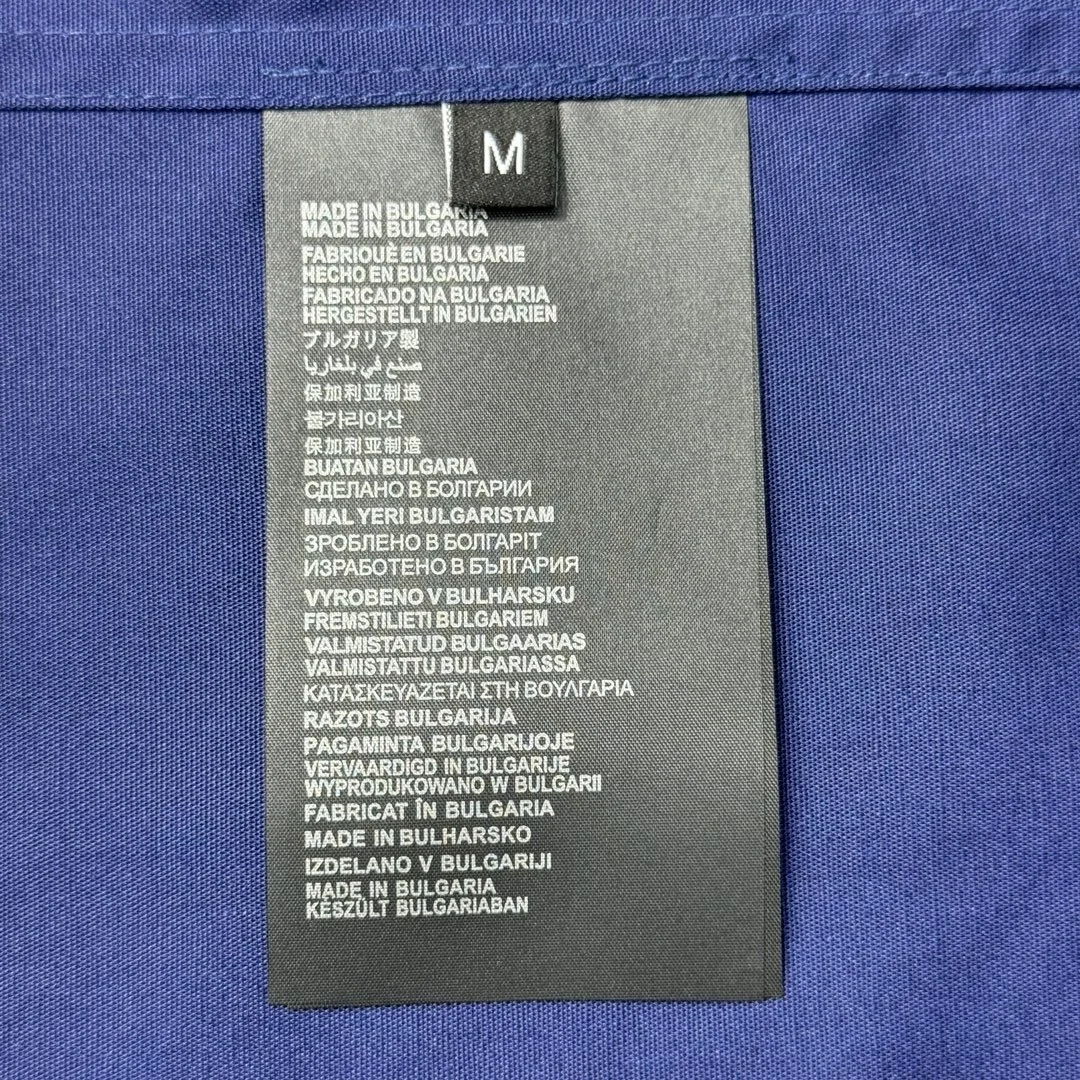 M
MADE IN BULGARIA
MADE IN BULGARIA
FABRIOUÈ EN BULGARIE
HECHO EN BULGARIA
FABRICADO NA BULGARIA
HERGESTELLT IN BULGARIEN
ブルガリア製
صنع في بلغاريا
保加利亚制造
불가리아산
保加利亚制造
BUATAN BULGARIA
СДЕЛАНО В БОЛГАРИИ
IMAL YERI BULGARISTAM
ЗРОБЛЕНО В БОЛГАРІТ
ИЗРАБОТЕНО В БЪЛГАРИЯ
VYROBENO V BULHARSKU
FREMSTILIETI BULGARIEM
VALMISTATUD BULGAARIAS
VALMISTATTU BULGARIASSA
ΚΑΤΑΣΚΕΥΑΖΕΤΑΙ ΣΤΗ ΒΟΥΛΓΑΡΙΑ
RAZOTS BULGARIJA
PAGAMINTA BULGARIJOJE
VERVAARDIGD IN BULGARIJE
WYPRODUKOWANO W BULGARII
FABRICAT ÎN BULGARIA
MADE IN BULHARSKO
IZDELANO V BULGARIJI
MADE IN BULGARIA
KÉSZÜLT BULGARIABAN